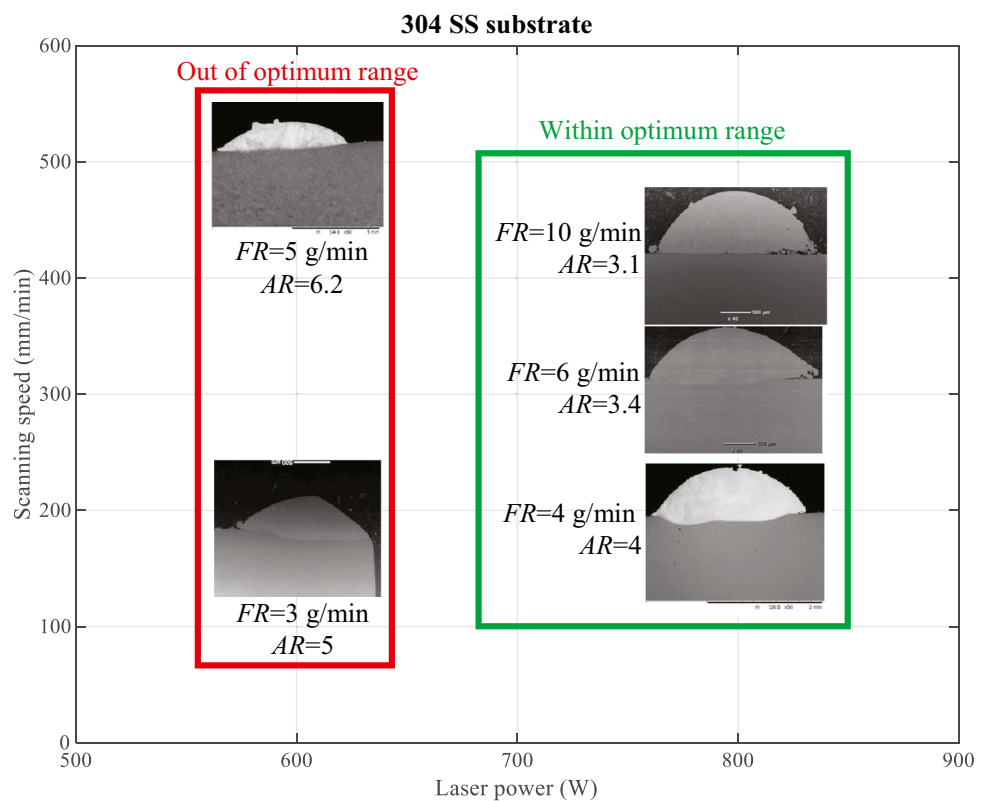 304 SS substrate
600
500
400
300
200
100
0
Scanning speed (mm/min)
Out of optimum range
FR=5 g/min
AR=6.2
FR=3 g/min
AR=5
Within optimum range
FR=10 g/min
AR=3.1
FR=6 g/min
AR=3.4
FR=4 g/min
AR=4
2 mm
500
600
700
800
900
Laser power (W)